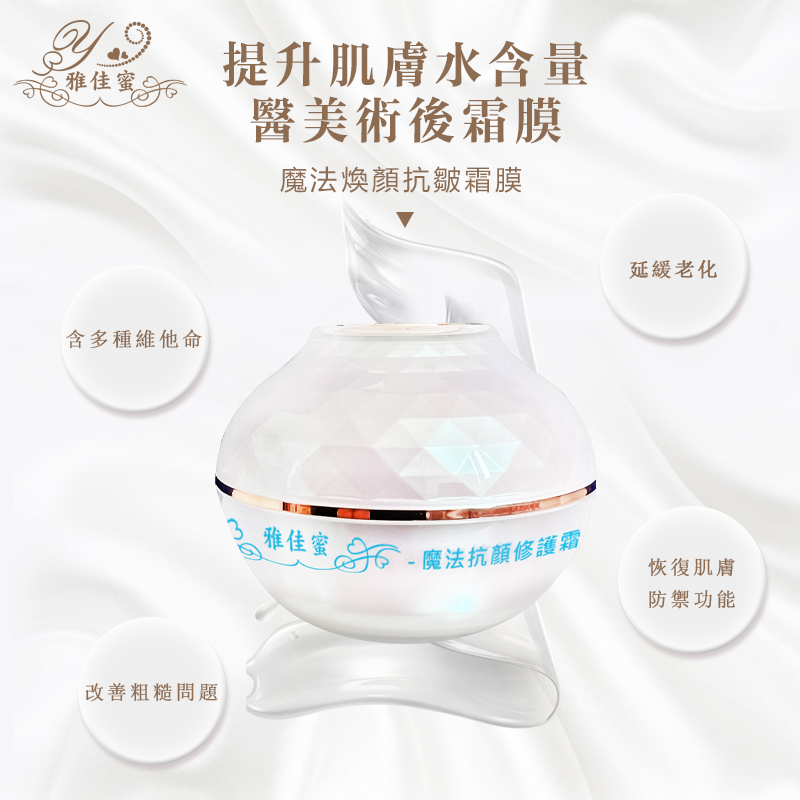 雅佳蜜
提升肌膚水含量
醫美術後霜膜
魔法煥顏抗皺霜膜
延緩老化
含多種維他命
雅佳蜜
-魔法抗顏修護霜
恢復肌膚
防禦功能
改善粗糙問題